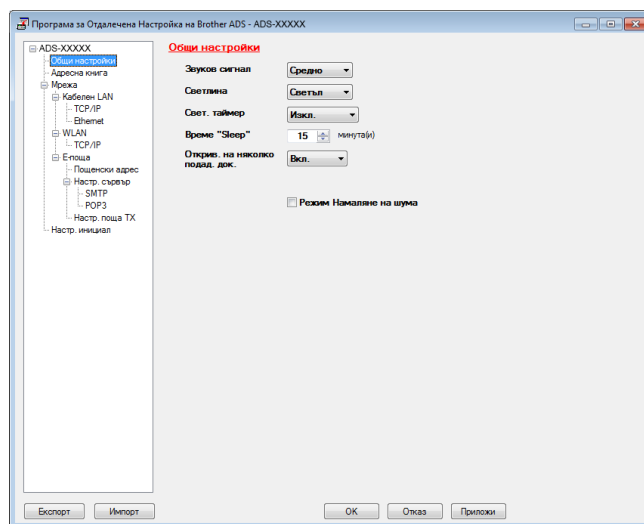 Програма за Отдалечена Настройка на Brother ADS - ADS-XXXXX
ADS-XXXXX
Общи настройки
Адресна книга
Мрежа
Кабелен LAN
TCP/IP
Ethernet
WLAN
TCP/IP
Е-поща
Пощенски адрес
Настр. сървър
SMTP
POP3
Настр. поща TX
Настр. инициал
Общи настройки
Звуков сигнал Средно
Светлина Светъл
Свет. таймер Изкл.
Време "Sleep" 15 минута(и)
Открив. на няколко
подад. док. Вкл.
Режим Намаляне на шума
Експорт Импорт OK Отказ Приложи